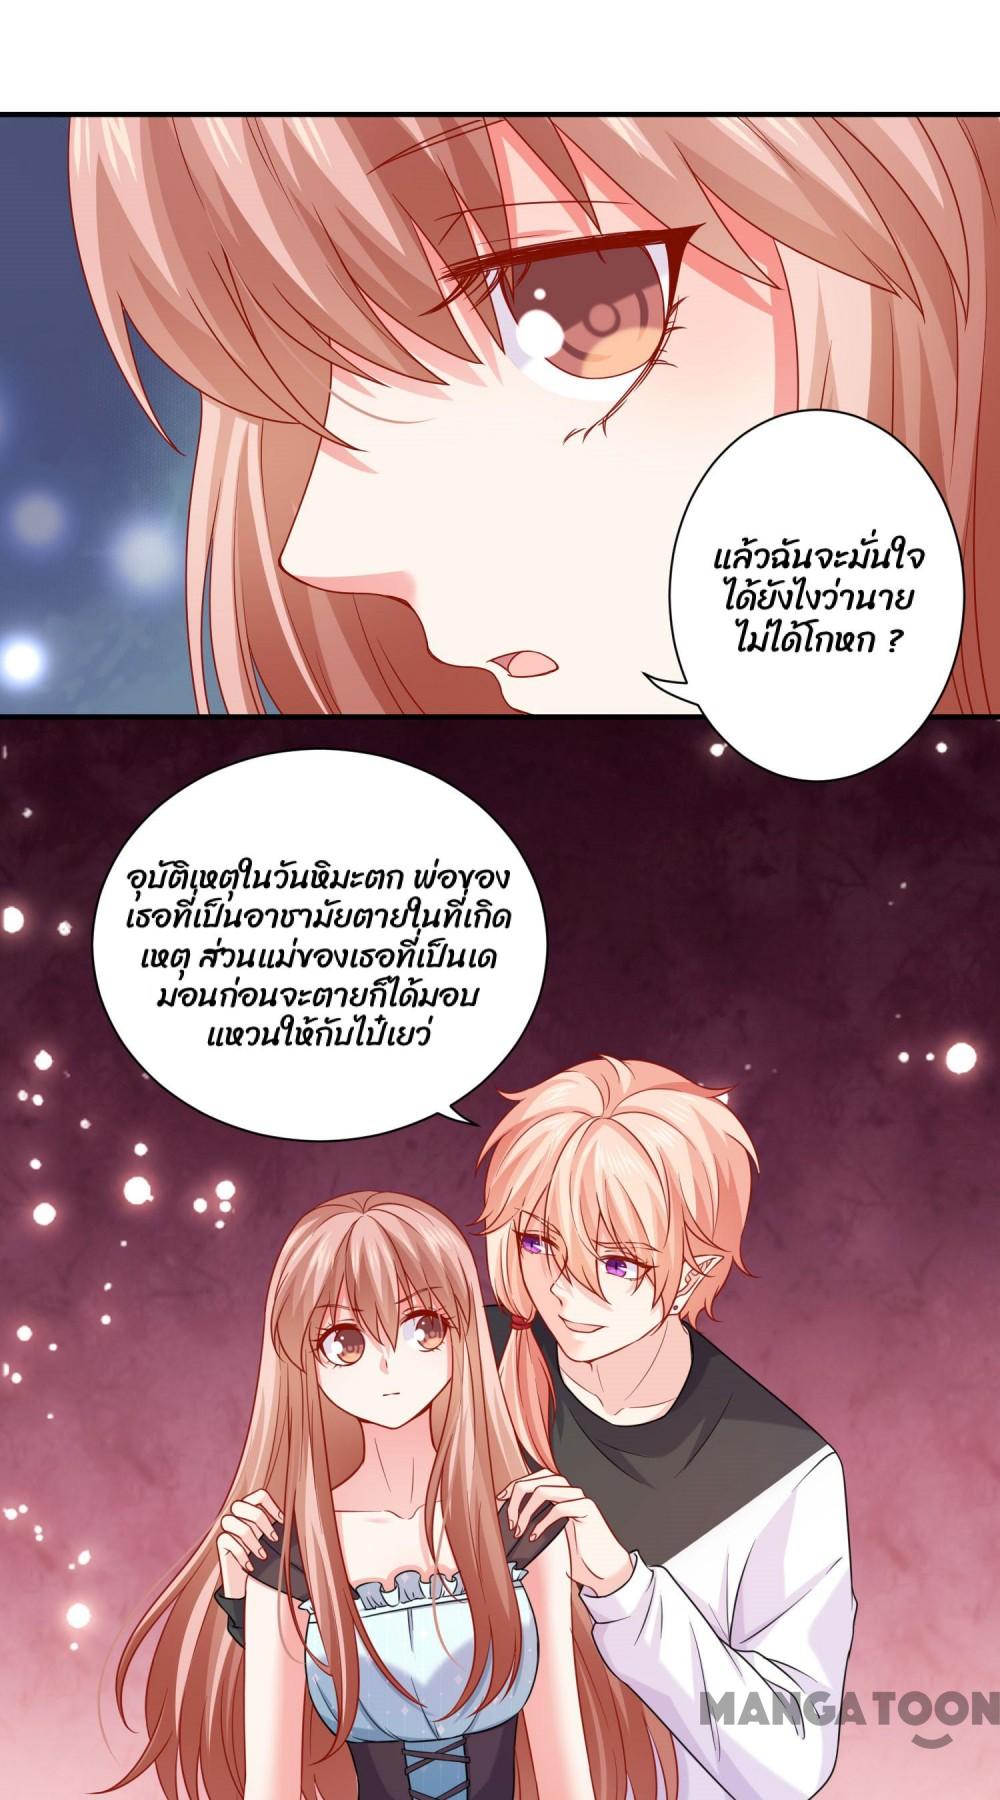 แล้วฉันจะมั่นใจ
ได้ยังไงว่านาย
ไม่ได้โกหก ?
อุบัติเหตุในวันหิมะตก พ่อของ
เธอที่เป็นอาชามัยตายในที่เกิด
เหตุ ส่วนแม่ของเธอที่เป็นเด
มอนก่อนจะตายก็ได้มอบ
แหวนให้กับไป๋เยว่
MANGATOON